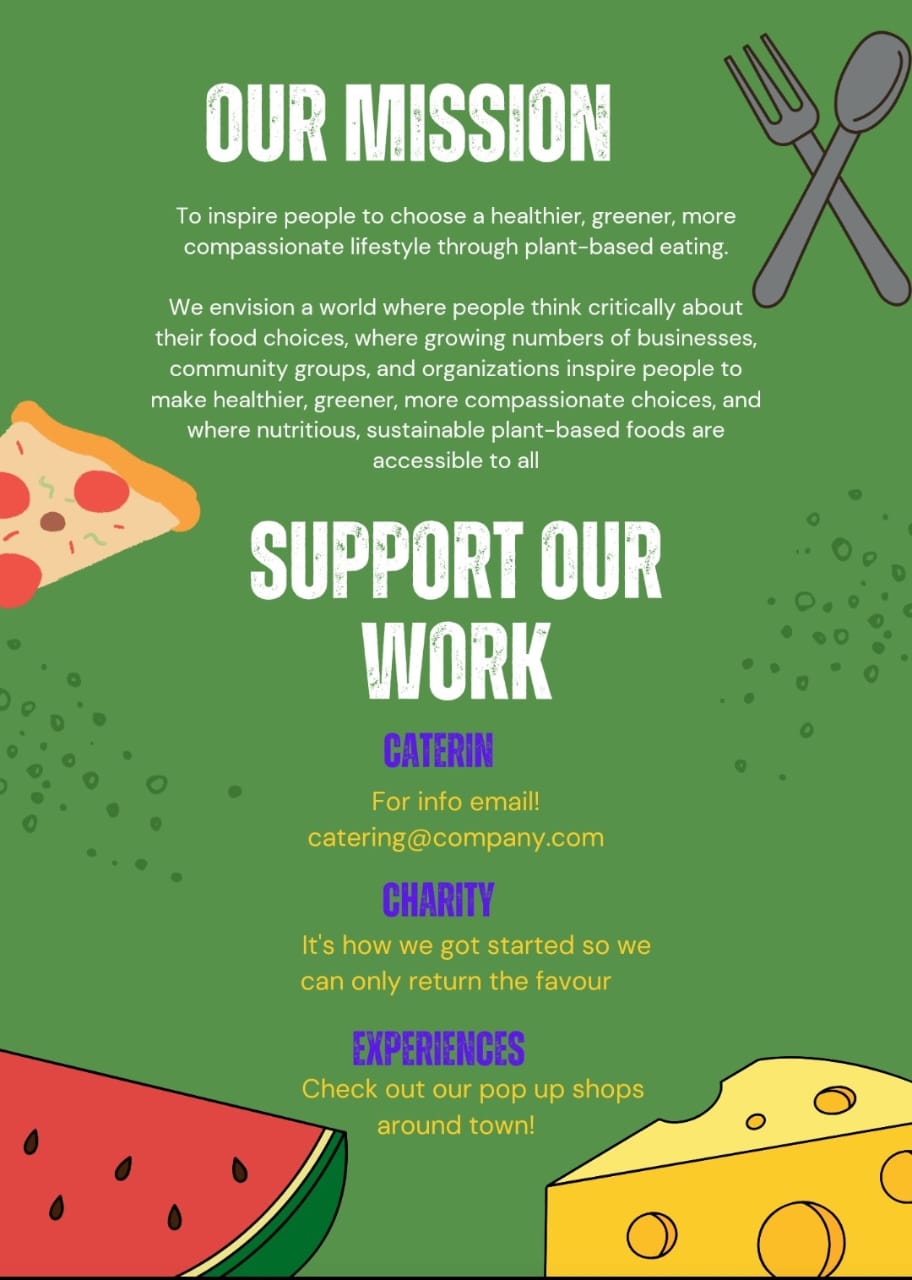 OUR MISSION
To inspire people to choose a healthier, greener, more
compassionate lifestyle through plant-based eating.
We envision a world where people think critically about
their food choices, where growing numbers of businesses,
community groups, and organizations inspire people to
make healthier, greener, more compassionate choices, and
where nutritious, sustainable plant-based foods are
accessible to all
SUPPORT OUR
WORK
CATERIN
For info email!
catering@company.com
CHARITY
It's how we got started so we
can only return the favour
EXPERIENCES
Check out our pop up shops
around town!